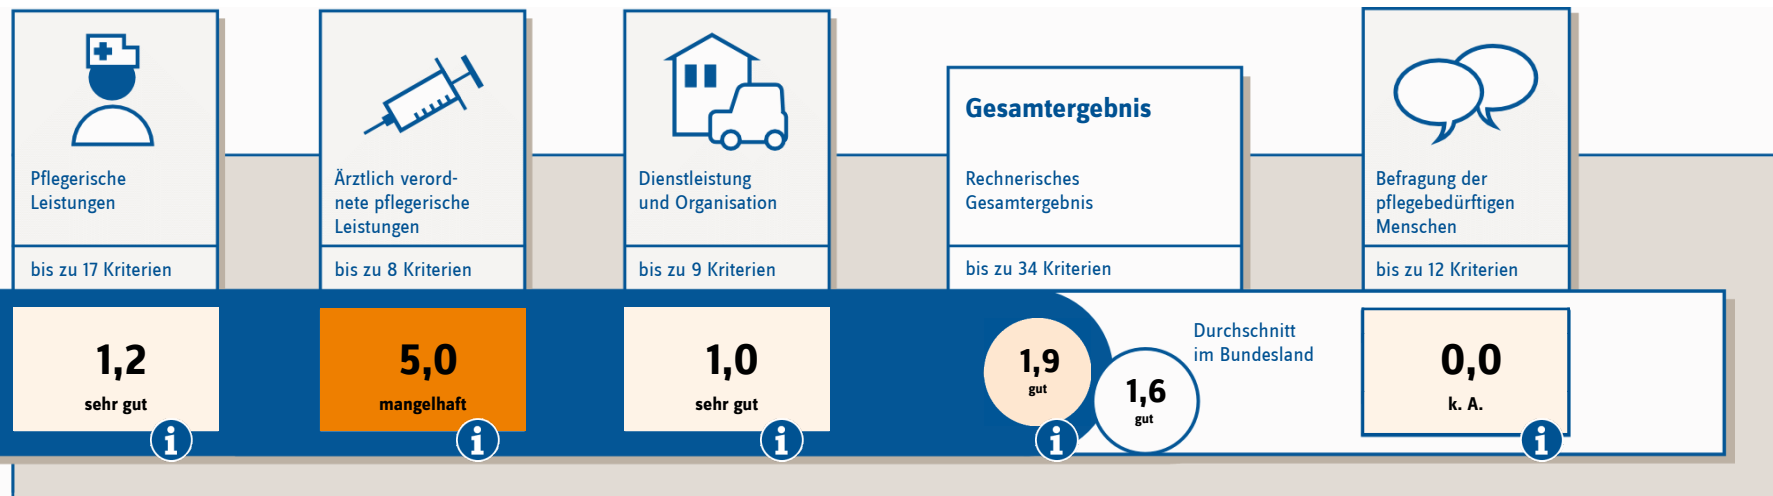 Pflegerische
Leistungen
bis zu 17 Kriterien
1,2
sehr gut
i
Ärztlich verord-
nete pflegerische
Leistungen
bis zu 8 Kriterien
5,0
mangelhaft
i
Dienstleistung
und Organisation
bis zu 9 Kriterien
1,0
sehr gut
i
Gesamtergebnis
Rechnerisches
Gesamtergebnis
bis zu 34 Kriterien
1,9
gut
i
1,6
gut
Durchschnitt
im Bundesland
Befragung der
pflegebedürftigen
Menschen
bis zu 12 Kriterien
0,0
k. A.
i